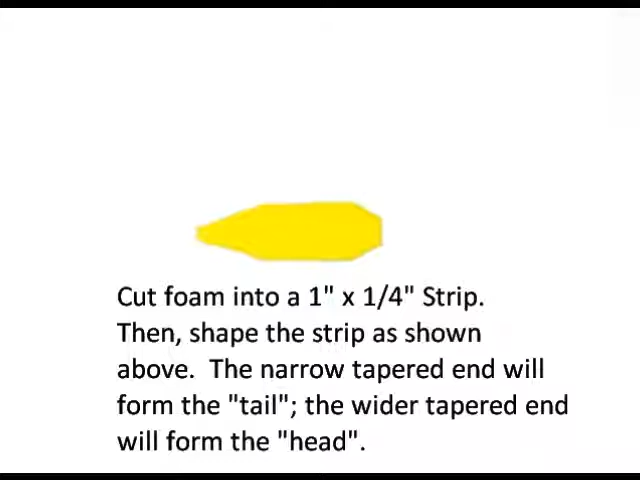 Cut foam into a 1" x 1/4" Strip.
Then, shape the strip as shown
above.  The narrow tapered end will
form the "tail"; the wider tapered end
will form the "head".